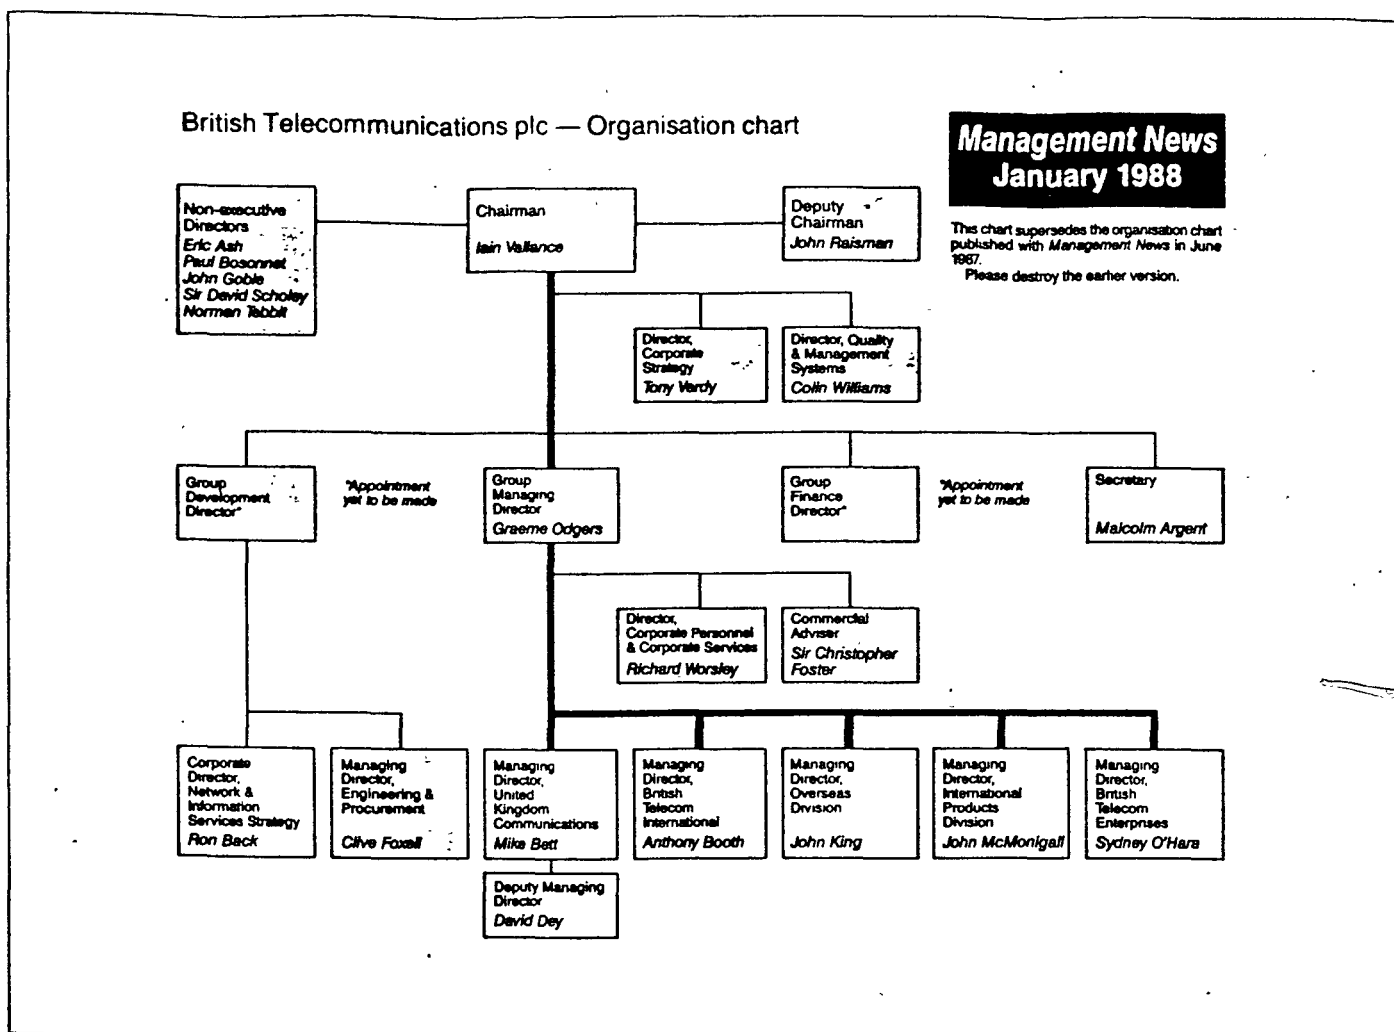 British Telecommunications plc — Organisation chart
Management News
January 1988
This chart supersedes the organisation chart
published with Management News in June
1987.
Please destroy the earlier version.
Non-executive
Directors
Eric Ash
Paul Bosonnet
John Goble
Sir David Scholey
Norman Tebbit
Chairman
Iain Vallance
Deputy
Chairman
John Raisman
Director,
Corporate
Strategy
Tony Vardy
Director, Quality
& Management
Systems
Colin Williams
Group
Development
Director*
*Appointment
yet to be made
Group
Managing
Director
Graeme Odgers
Group
Finance
Director*
*Appointment
yet to be made
Secretary
Malcolm Argent
Director,
Corporate Personnel
& Corporate Services
Richard Worsley
Commercial
Adviser
Sir Christopher
Foster
Corporate
Director,
Network &
Information
Services Strategy
Ron Back
Managing
Director,
Engineering &
Procurement
Clive Foxell
Managing
Director,
United
Kingdom
Communications
Mike Bett
Managing
Director,
British
Telecom
International
Anthony Booth
Managing
Director,
Overseas
Division
John King
Managing
Director,
International
Products
Division
John McMonigall
Managing
Director,
British
Telecom
Enterprises
Sydney O'Hara
Deputy Managing
Director
David Dey